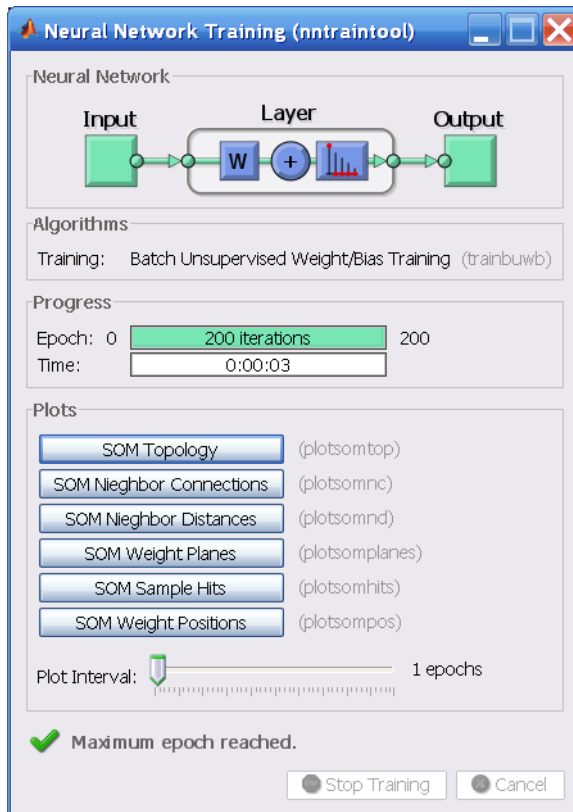 Neural Network Training (nntraintool)
Neural Network
Input Layer Output
W +
Algorithms
Training: Batch Unsupervised Weight/Bias Training (trainbuwb)
Progress
Epoch: 0 200 iterations 200
Time: 0:00:03
Plots
SOM Topology (plotsomtop)
SOM Nieghbor Connections (plotsomnc)
SOM Nieghbor Distances (plotsomnd)
SOM Weight Planes (plotsomplanes)
SOM Sample Hits (plotsomhits)
SOM Weight Positions (plotsompos)
Plot Interval: 1 epochs
Maximum epoch reached.
Stop Training Cancel